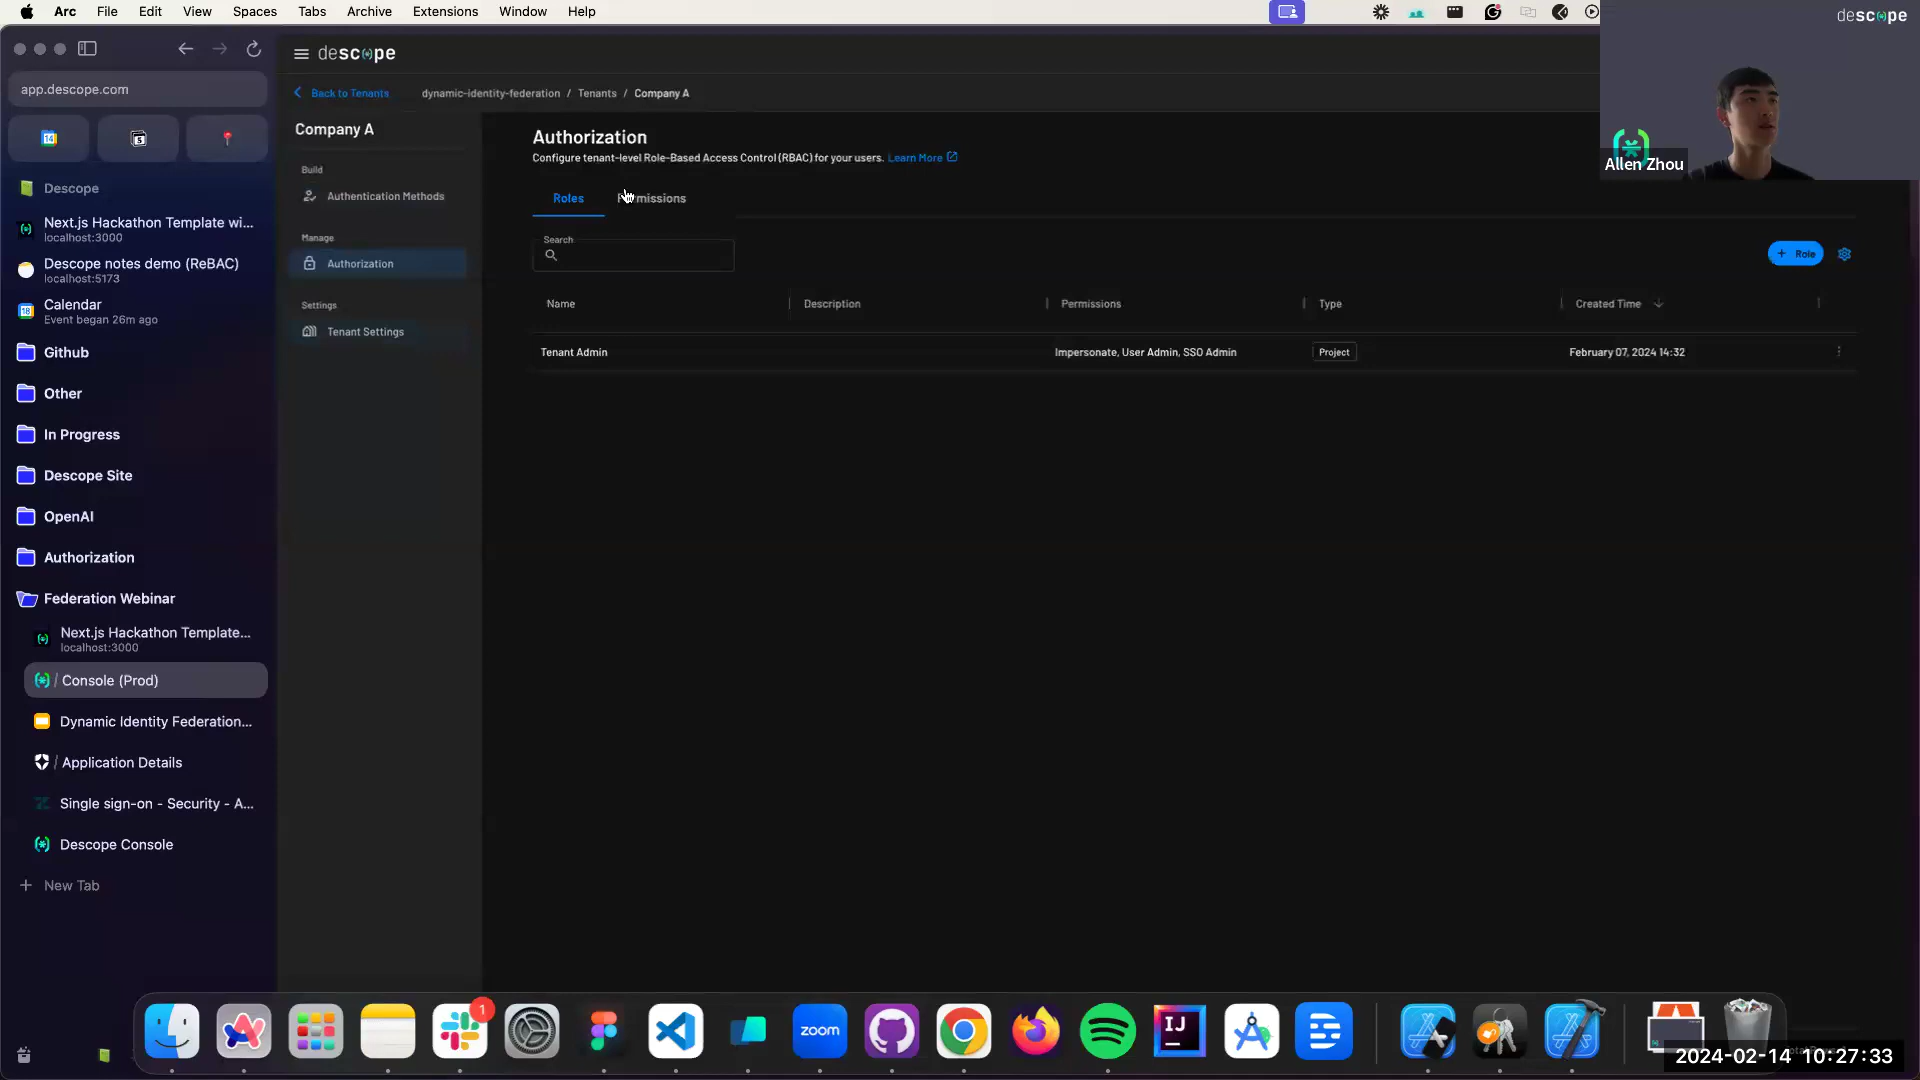 Arc File Edit View Spaces Tabs Archive Extensions Window Help
descope
Allen Zhou
app.descope.com
descope
Back to Tenants dynamic-identity-federation / Tenants / Company A
14
5
Descope
Next.js Hackathon Template wi...
localhost:3000
Descope notes demo (ReBAC)
localhost:5173
18
Calendar
Event began 26m ago
Github
Other
In Progress
Descope Site
OpenAI
Authorization
Federation Webinar
Next.js Hackathon Template...
localhost:3000
/ Console (Prod)
Dynamic Identity Federation...
/ Application Details
Single sign-on - Security - A...
Descope Console
+ New Tab
Company A
Build
Authentication Methods
Manage
Authorization
Settings
Tenant Settings
Authorization
Configure tenant-level Role-Based Access Control (RBAC) for your users. Learn More
Roles Permissions
Search
+ Role
Name Description Permissions Type Created Time
Tenant Admin Impersonate, User Admin, SSO Admin Project February 07, 2024 14:32
1
zoom
IJ
2024-02-14 10:27:33